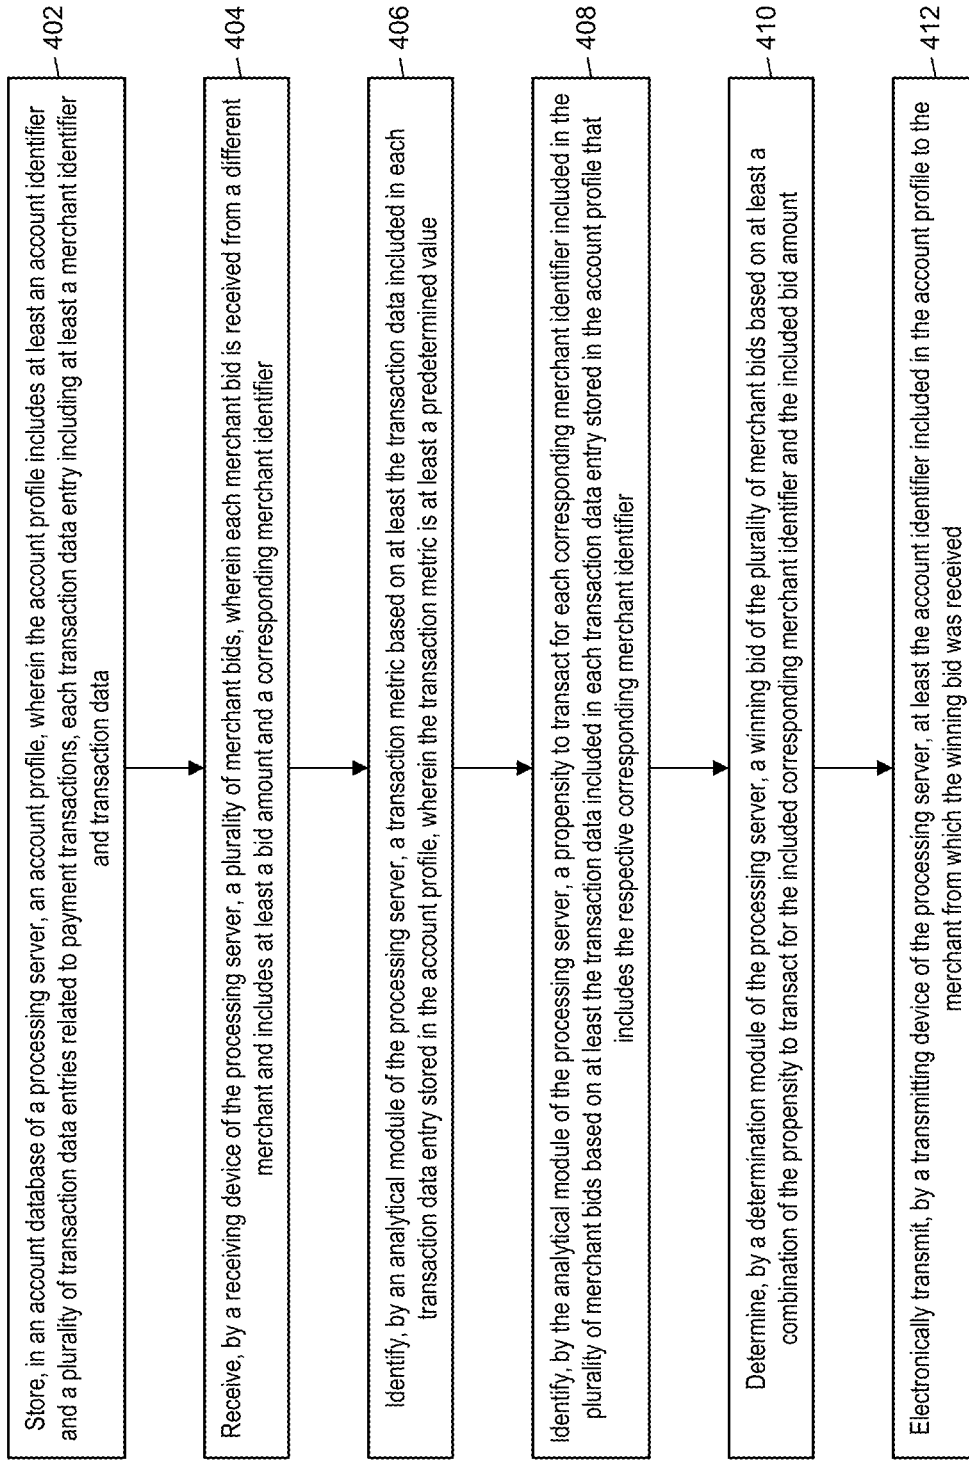 Store, in an account database of a processing server, an account profile, wherein the account profile includes at least an account identifier
and a plurality of transaction data entries related to payment transactions, each transaction data entry including at least a merchant identifier
and transaction data
402
Receive, by a receiving device of the processing server, a plurality of merchant bids, wherein each merchant bid is received from a different
merchant and includes at least a bid amount and a corresponding merchant identifier
404
Identify, by an analytical module of the processing server, a transaction metric based on at least the transaction data included in each
transaction data entry stored in the account profile, wherein the transaction metric is at least a predetermined value
406
Identify, by the analytical module of the processing server, a propensity to transact for each corresponding merchant identifier included in the
plurality of merchant bids based on at least the transaction data included in each transaction data entry stored in the account profile that
includes the respective corresponding merchant identifier
408
Determine, by a determination module of the processing server, a winning bid of the plurality of merchant bids based on at least a
combination of the propensity to transact for the included corresponding merchant identifier and the included bid amount
410
Electronically transmit, by a transmitting device of the processing server, at least the account identifier included in the account profile to the
merchant from which the winning bid was received
412